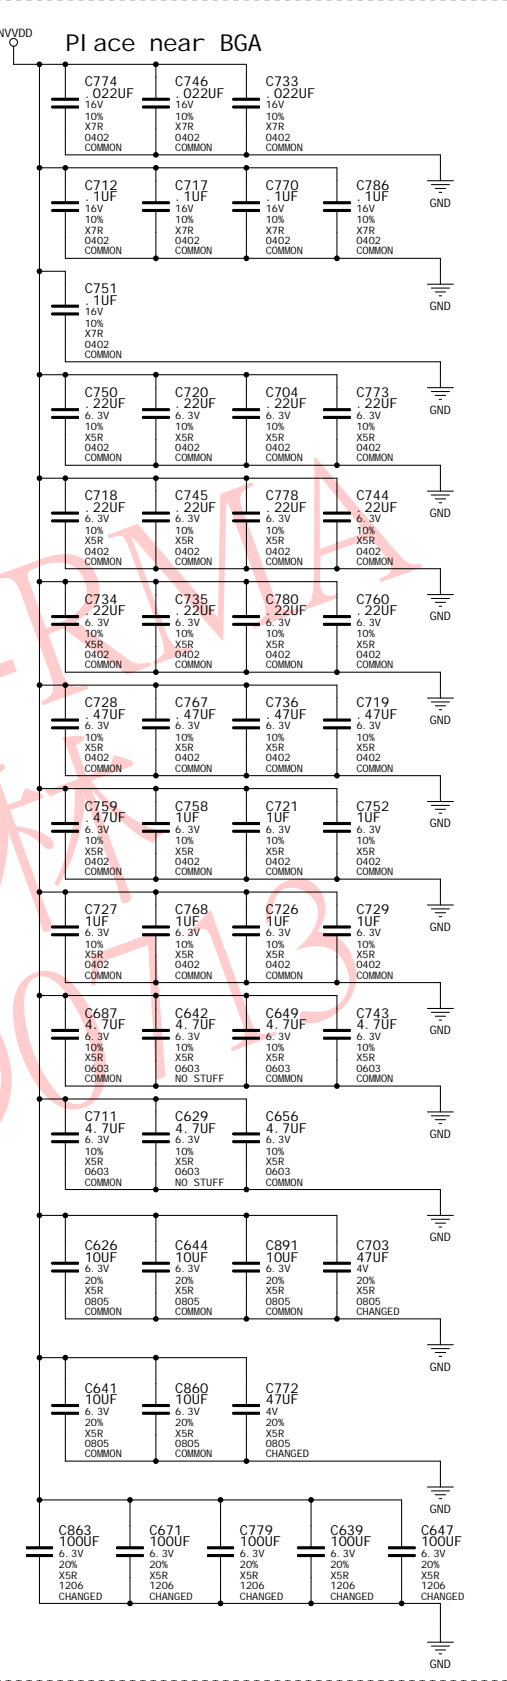 NVVDD
Place near BGA
C774 C746 C733
.022UF .022UF .022UF
16V 16V 16V
10% 10% 10%
X7R X7R X7R
0402 0402 0402
COMMON COMMON COMMON
GND
C712 C717 C770 C786
.1UF .1UF .1UF .1UF
16V 16V 16V 16V
10% 10% 10% 10%
X7R X7R X7R X7R
0402 0402 0402 0402
COMMON COMMON COMMON COMMON
GND
C751
.1UF
16V
10%
X7R
0402
COMMON
GND
C750 C720 C704 C773
.22UF .22UF .22UF .22UF
6.3V 6.3V 6.3V 6.3V
10% 10% 10% 10%
X5R X5R X5R X5R
0402 0402 0402 0402
COMMON COMMON COMMON COMMON
GND
C718 C745 C778 C744
.22UF .22UF .22UF .22UF
6.3V 6.3V 6.3V 6.3V
10% 10% 10% 10%
X5R X5R X5R X5R
0402 0402 0402 0402
COMMON COMMON COMMON COMMON
GND
C734 C735 C780 C760
.22UF .22UF .22UF .22UF
6.3V 6.3V 6.3V 6.3V
10% 10% 10% 10%
X5R X5R X5R X5R
0402 0402 0402 0402
COMMON COMMON COMMON COMMON
GND
C728 C767 C736 C719
.47UF .47UF .47UF .47UF
6.3V 6.3V 6.3V 6.3V
10% 10% 10% 10%
X5R X5R X5R X5R
0402 0402 0402 0402
COMMON COMMON COMMON COMMON
GND
C759 C758 C721 C752
.47UF 1UF 1UF 1UF
6.3V 6.3V 6.3V 6.3V
10% 10% 10% 10%
X5R X5R X5R X5R
0402 0402 0402 0402
COMMON COMMON COMMON COMMON
GND
C727 C768 C726 C729
1UF 1UF 1UF 1UF
6.3V 6.3V 6.3V 6.3V
10% 10% 10% 10%
X5R X5R X5R X5R
0402 0402 0402 0402
COMMON COMMON COMMON COMMON
GND
C687 C642 C649 C743
4.7UF 4.7UF 4.7UF 4.7UF
6.3V 6.3V 6.3V 6.3V
10% 10% 10% 10%
X5R X5R X5R X5R
0603 0603 0603 0603
COMMON NO STUFF COMMON COMMON
GND
C711 C629 C656
4.7UF 4.7UF 4.7UF
6.3V 6.3V 6.3V
10% 10% 10%
X5R X5R X5R
0603 0603 0603
COMMON NO STUFF COMMON
GND
C626 C644 C891 C703
10UF 10UF 10UF 47UF
6.3V 6.3V 6.3V 4V
20% 20% 20% 20%
X5R X5R X5R X5R
0805 0805 0805 0805
COMMON COMMON COMMON CHANGED
GND
C641 C860 C772
10UF 10UF 47UF
6.3V 6.3V 4V
20% 20% 20%
X5R X5R X5R
0805 0805 0805
COMMON COMMON CHANGED
GND
C863 C671 C779 C639 C647
100UF 100UF 100UF 100UF 100UF
6.3V 6.3V 6.3V 6.3V 6.3V
20% 20% 20% 20% 20%
X5R X5R X5R X5R X5R
1206 1206 1206 1206 1206
CHANGED CHANGED CHANGED CHANGED CHANGED
GND
-RMA
林
90713